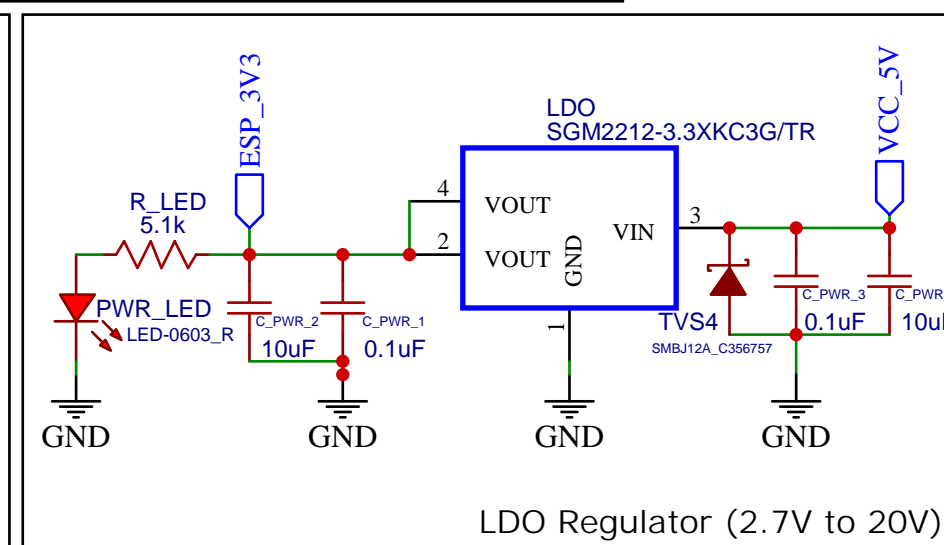 ESP_3V3
VCC_5V
LDO
SGM2212-3.3XKC3G/TR
R_LED
5.1k
4
VOUT
2
VOUT
GND
VIN
3
1
PWR_LED
LED-0603_R
C_PWR_2
10uF
C_PWR_1
0.1uF
TVS4
SMBJ12A_C356757
C_PWR_3
0.1uF
C_PWR
10u
GND
GND
GND
GND
LDO Regulator (2.7V to 20V)